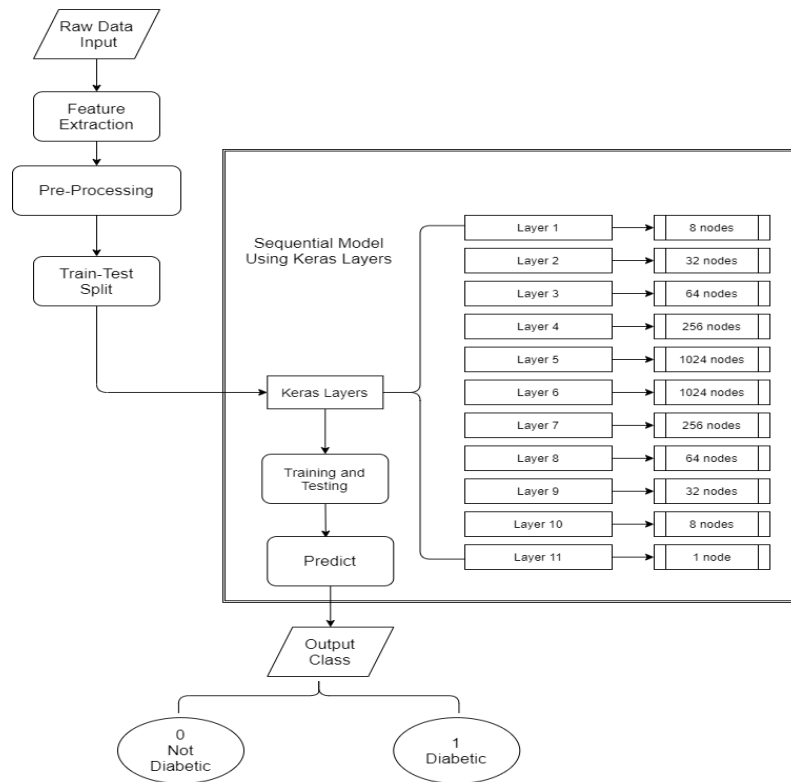 Raw Data
Input
Feature
Extraction
Pre-Processing
Train-Test
Split
Sequential Model
Using Keras Layers
Keras Layers
Training and
Testing
Predict
Layer 1
8 nodes
Layer 2
32 nodes
Layer 3
64 nodes
Layer 4
256 nodes
Layer 5
1024 nodes
Layer 6
1024 nodes
Layer 7
256 nodes
Layer 8
64 nodes
Layer 9
32 nodes
Layer 10
8 nodes
Layer 11
1 node
Output
Class
0
Not
Diabetic
1
Diabetic